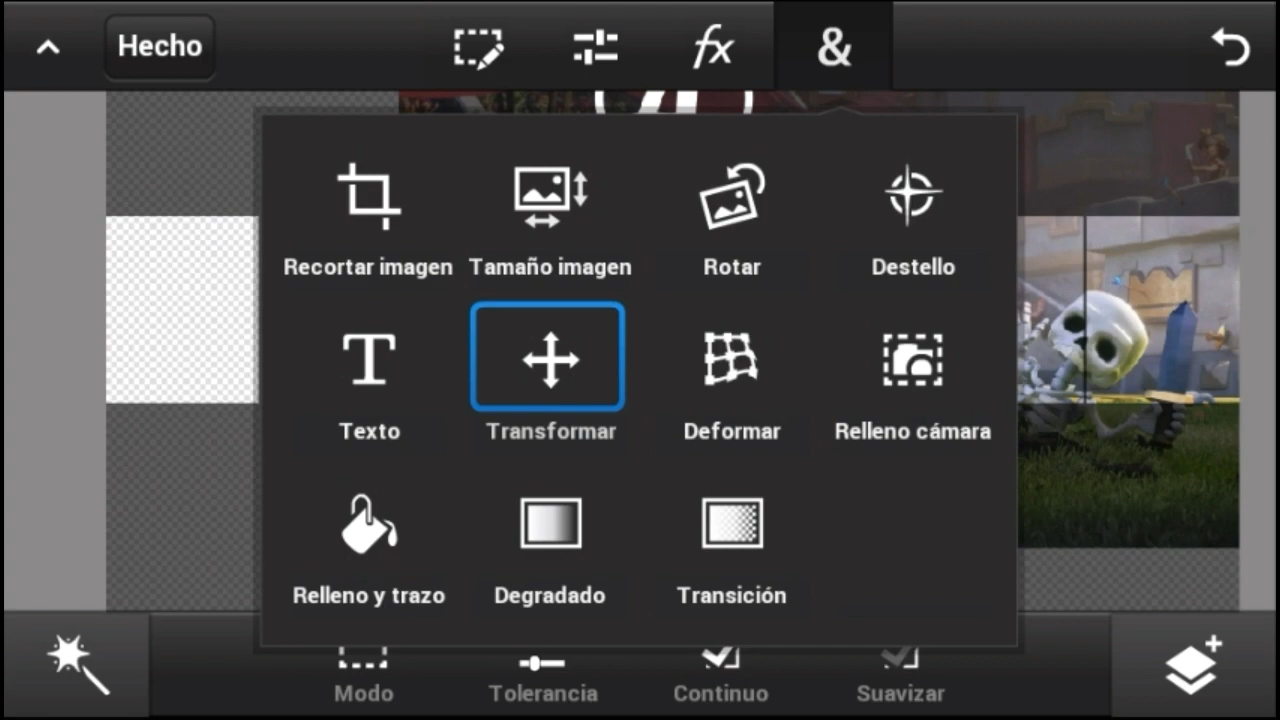 Hecho
fx
&
Recortar imagen
Tamaño imagen
Rotar
Destello
Texto
Transformar
Deformar
Relleno cámara
Relleno y trazo
Degradado
Transición
Modo
Tolerancia
Continuo
Suavizar